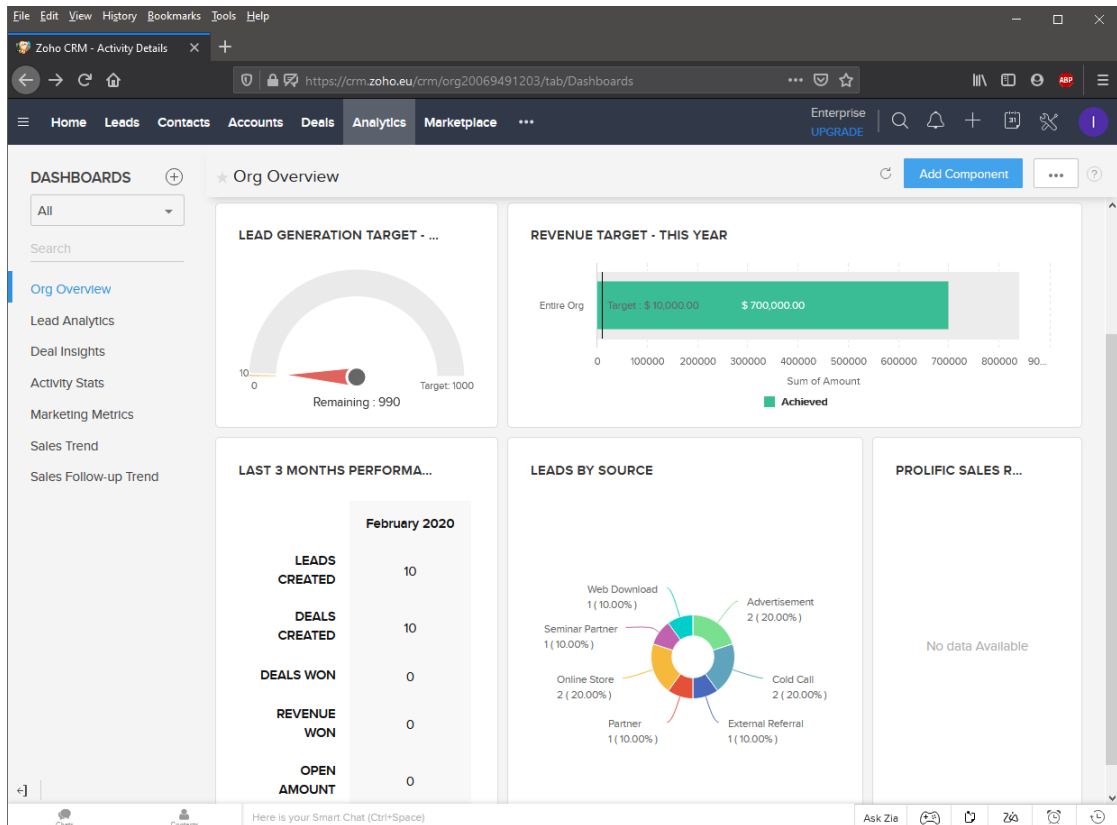 File Edit View History Bookmarks Tools Help
Zoho CRM - Activity Details
https://crm.zoho.eu/crm/org20069491203/tab/Dashboards
ABP
Home Leads Contacts Accounts Deals Analytics Marketplace
Enterprise
UPGRADE
31
I
DASHBOARDS
All
Search
Org Overview
Lead Analytics
Deal Insights
Activity Stats
Marketing Metrics
Sales Trend
Sales Follow-up Trend
Org Overview
Add Component
?
LEAD GENERATION TARGET - ...
10
0
Target: 1000
Remaining : 990
REVENUE TARGET - THIS YEAR
Entire Org
Target : $ 10,000.00
$ 700,000.00
0 100000 200000 300000 400000 500000 600000 700000 800000 90...
Sum of Amount
Achieved
LAST 3 MONTHS PERFORMA...
February 2020
LEADS
CREATED
10
DEALS
CREATED
10
DEALS WON
0
REVENUE
WON
0
OPEN
AMOUNT
0
LEADS BY SOURCE
Web Download
1 ( 10.00% )
Advertisement
2 ( 20.00% )
Seminar Partner
1 ( 10.00% )
Online Store
2 ( 20.00% )
Cold Call
2 ( 20.00% )
Partner
1 ( 10.00% )
External Referral
1 ( 10.00% )
PROLIFIC SALES R...
No data Available
Chats
Contacts
Here is your Smart Chat (Ctrl+Space)
Ask Zia